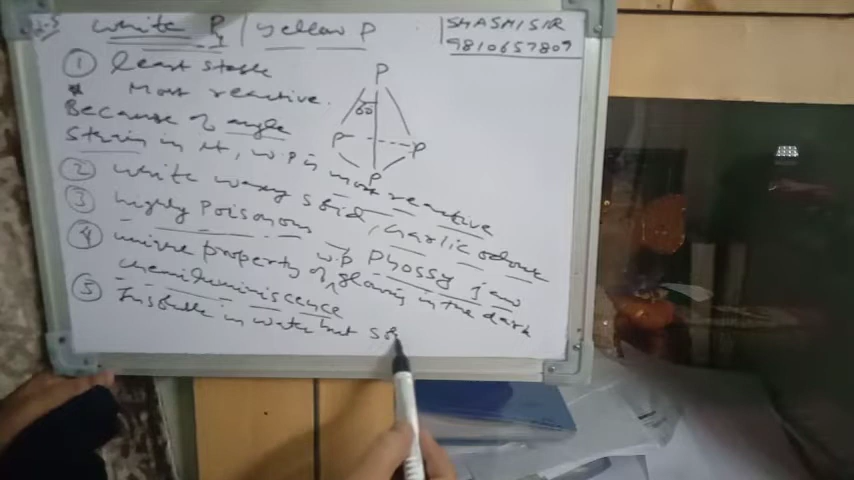 White P4 / Yellow P
SHASHI SIR
9810657809
① least stable
* Most reactive.
Because of angle
strain in it, w.p is most reactive
P
60
P P
P
② white waxy solid, Garlic odour
③ highly Poisonous → w.p Phossy jaw
④ unique property of glowing in the dark
chemiluminiscence
⑤ Insoluble in water but sol